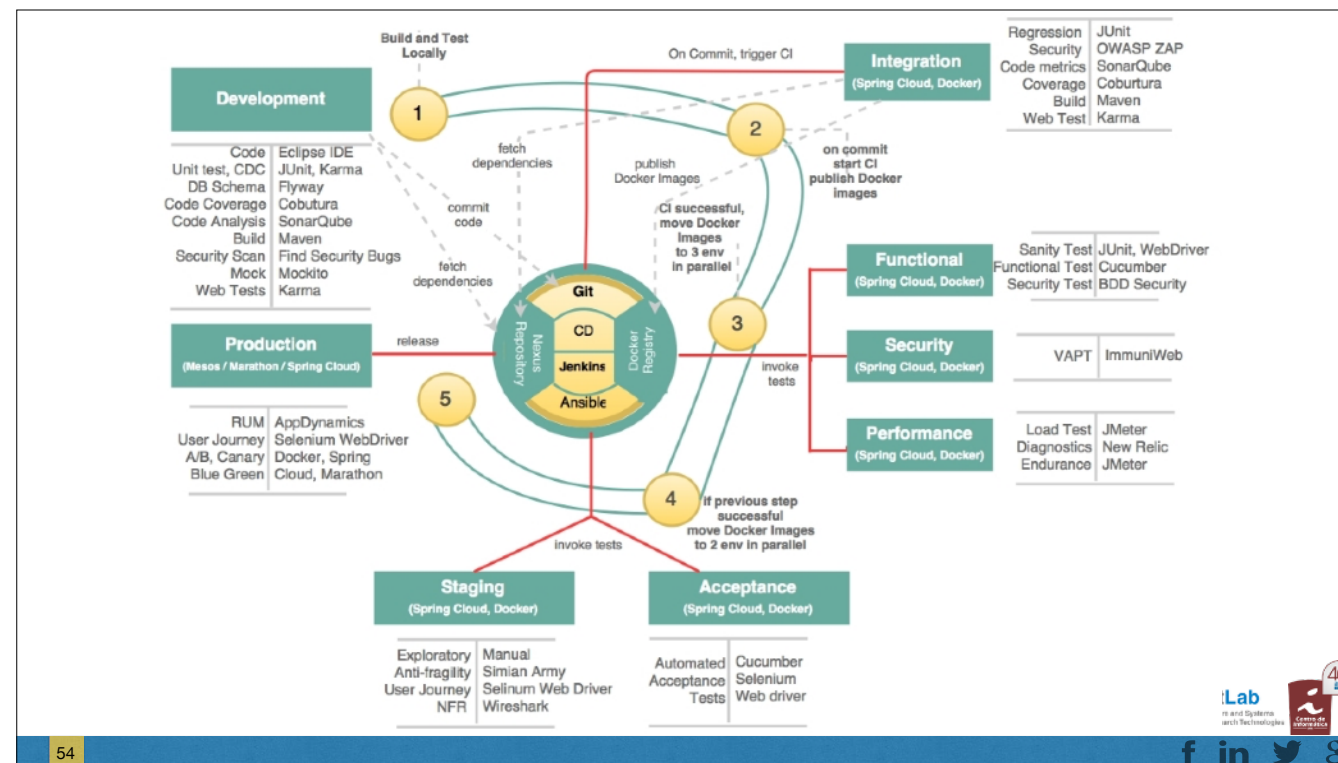 Build and Test
Locally
1
On Commit, trigger CI
Integration
(Spring Cloud, Docker)
Regression JUnit
Security OWASP ZAP
Code metrics SonarQube
Coverage Coburtura
Build Maven
Web Test Karma
Development
Code Eclipse IDE
Unit test, CDC JUnit, Karma
DB Schema Flyway
Code Coverage Cobutura
Code Analysis SonarQube
Build Maven
Security Scan Find Security Bugs
Mock Mockito
Web Tests Karma
2
on commit
start CI
publish Docker
images
fetch
dependencies
publish
Docker Images
commit
code
fetch
dependencies
CI successful,
move Docker
Images
to 3 env
in parallel
Git
CD
Jenkins
Ansible
Nexus
Repository
Docker
Registry
3
invoke
tests
Functional
(Spring Cloud, Docker)
Sanity Test JUnit, WebDriver
Functional Test Cucumber
Security Test BDD Security
Security
(Spring Cloud, Docker)
VAPT ImmuniWeb
Performance
(Spring Cloud, Docker)
Load Test JMeter
Diagnostics New Relic
Endurance JMeter
Production
(Mesos / Marathon / Spring Cloud)
release
RUM AppDynamics
User Journey Selenium WebDriver
A/B, Canary Docker, Spring
Blue Green Cloud, Marathon
5
4
If previous step
successful
move Docker Images
to 2 env in parallel
invoke tests
Staging
(Spring Cloud, Docker)
Exploratory Manual
Anti-fragility Simian Army
User Journey Selinum Web Driver
NFR Wireshark
Acceptance
(Spring Cloud, Docker)
Automated Cucumber
Acceptance Selenium
Tests Web driver
Lab
and Systems
Technologies
Centro de
Informática
4
54
f in